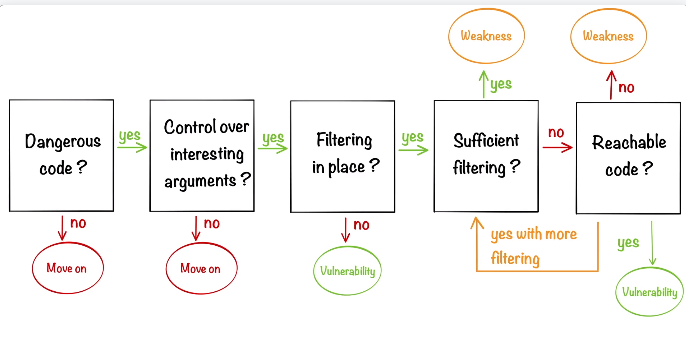 Weakness
Weakness
yes
no
Dangerous
code ?
yes
Control over
interesting
arguments ?
yes
Filtering
in place ?
yes
Sufficient
filtering ?
no
Reachable
code ?
no
no
no
yes with more
filtering
yes
Move on
Move on
Vulnerability
Vulnerability